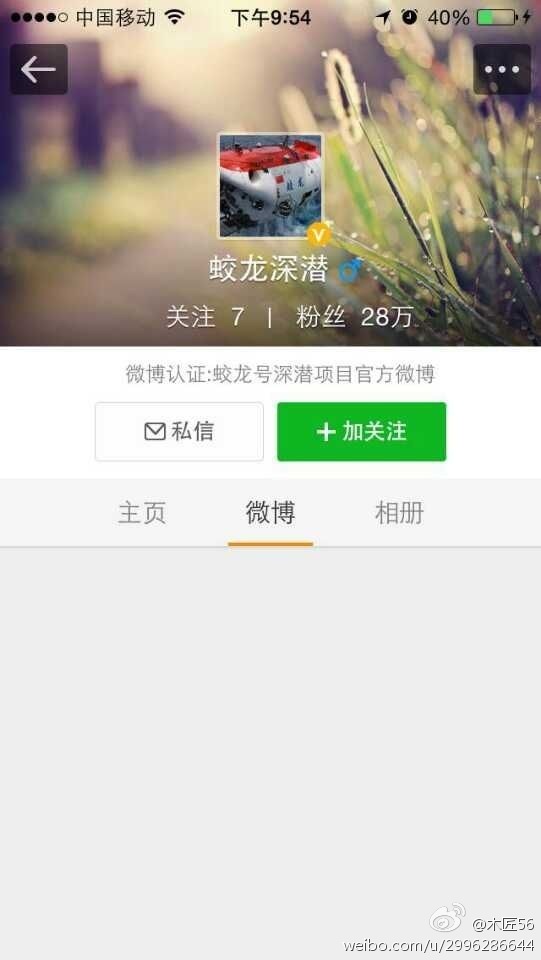 中国移动 下午9:54 40%
蛟龙
V
蛟龙深潜
关注 7 | 粉丝 28万
微博认证:蛟龙号深潜项目官方微博
私信 加关注
主页 微博 相册
@木匠56
weibo.com/u/2996286644